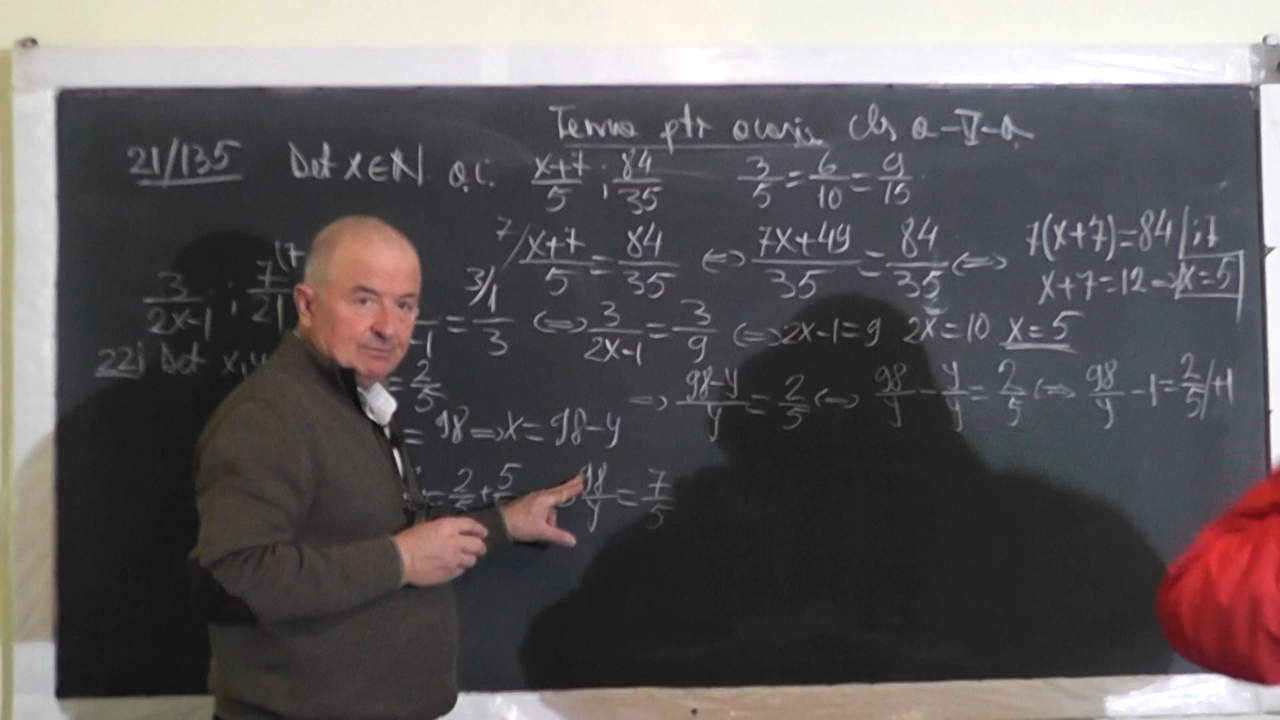 Tema ptr acasă cls a-V-a
21/135 Det x∈ℕ a.i. x+7/5 ; 84/35 3/5 = 6/10 = 9/15
7/ x+7/5 = 84/35 ⇔ 7x+49/35 = 84/35 ⇔ 7(x+7)=84 /:7
x+7=12 ⇒ x=5
3/2x-1 ; 7/21 (7 -1 = 3/ 1/3 ⇔ 3/2x-1 = 3/9 ⇔ 2x-1=9 2x=10 x=5
22) Det x,y = 2/5 ⇒ 98-y/y = 2/5 ⇔ 98/y - y/y = 2/5 ⇔ 98/y - 1 = 2/5 /+1
= 98 ⇒ x = 98-y
= 2/5 + 5 98/y = 7/5